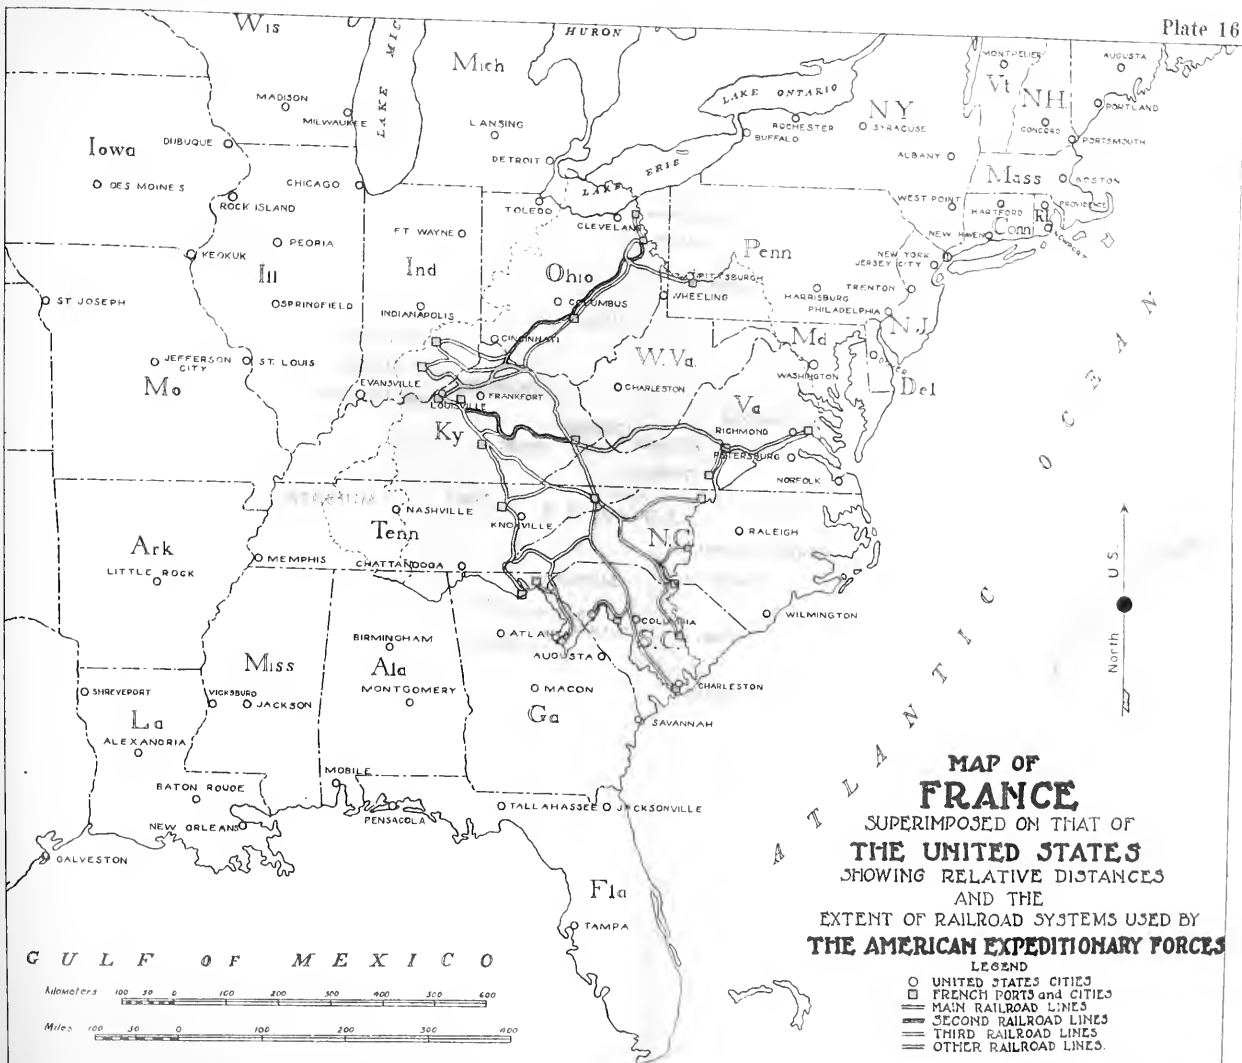 Plate 16
Wis
LAKE MIC
HURON
Mich
LAKE ONTARIO
NY
Vt
NH
MONTPELIER
AUGUSTA
MADISON
MILWAUKEE
LANSING
ROCHESTER
SYRACUSE
BUFFALO
CONCORD
PORTLAND
PORTSMOUTH
Iowa
DUBUQUE
DETROIT
LAKE ERIE
ALBANY
Mass
BOSTON
DES MOINES
CHICAGO
ROCK ISLAND
TOLEDO
CLEVELAND
WEST POINT
HARTFORD
RI
PROVIDENCE
Conn
NEWPORT
NEW HAVEN
KEOKUK
PEORIA
FT WAYNE
Penn
NEW YORK
JERSEY CITY
Ill
Ind
Ohio
PITTSBURGH
ST JOSEPH
SPRINGFIELD
INDIANAPOLIS
COLUMBUS
WHEELING
HARRISBURG
TRENTON
PHILADELPHIA
N.J.
CINCINNATI
Md
JEFFERSON
CITY
ST. LOUIS
W.Va.
DOVER
WASHINGTON
Del
Mo
EVANSVILLE
LOUISVILLE
FRANKFORT
CHARLESTON
Va
Ky
RICHMOND
PETERSBURG
NORFOLK
NASHVILLE
KNOXVILLE
Tenn
N.C.
RALEIGH
Ark
LITTLE ROCK
MEMPHIS
CHATTANOOGA
WILMINGTON
BIRMINGHAM
ATLANTA
COLUMBIA
S.C.
AUGUSTA
Miss
Ala
SHREVEPORT
VICKSBURG
JACKSON
MONTGOMERY
MACON
CHARLESTON
La
Ga
SAVANNAH
ALEXANDRIA
MOBILE
BATON ROUGE
PENSACOLA
TALLAHASSEE
JACKSONVILLE
NEW ORLEANS
GALVESTON
Fla
TAMPA
ATLANTIC OCEAN
North U.S.
GULF OF MEXICO
Kilometers 100 50 0 100 200 300 400 500 600
Miles 100 50 0 100 200 300 400
MAP OF
FRANCE
SUPERIMPOSED ON THAT OF
THE UNITED STATES
SHOWING RELATIVE DISTANCES
AND THE
EXTENT OF RAILROAD SYSTEMS USED BY
THE AMERICAN EXPEDITIONARY FORCES
LEGEND
UNITED STATES CITIES
FRENCH PORTS and CITIES
MAIN RAILROAD LINES
SECOND RAILROAD LINES
THIRD RAILROAD LINES
OTHER RAILROAD LINES.